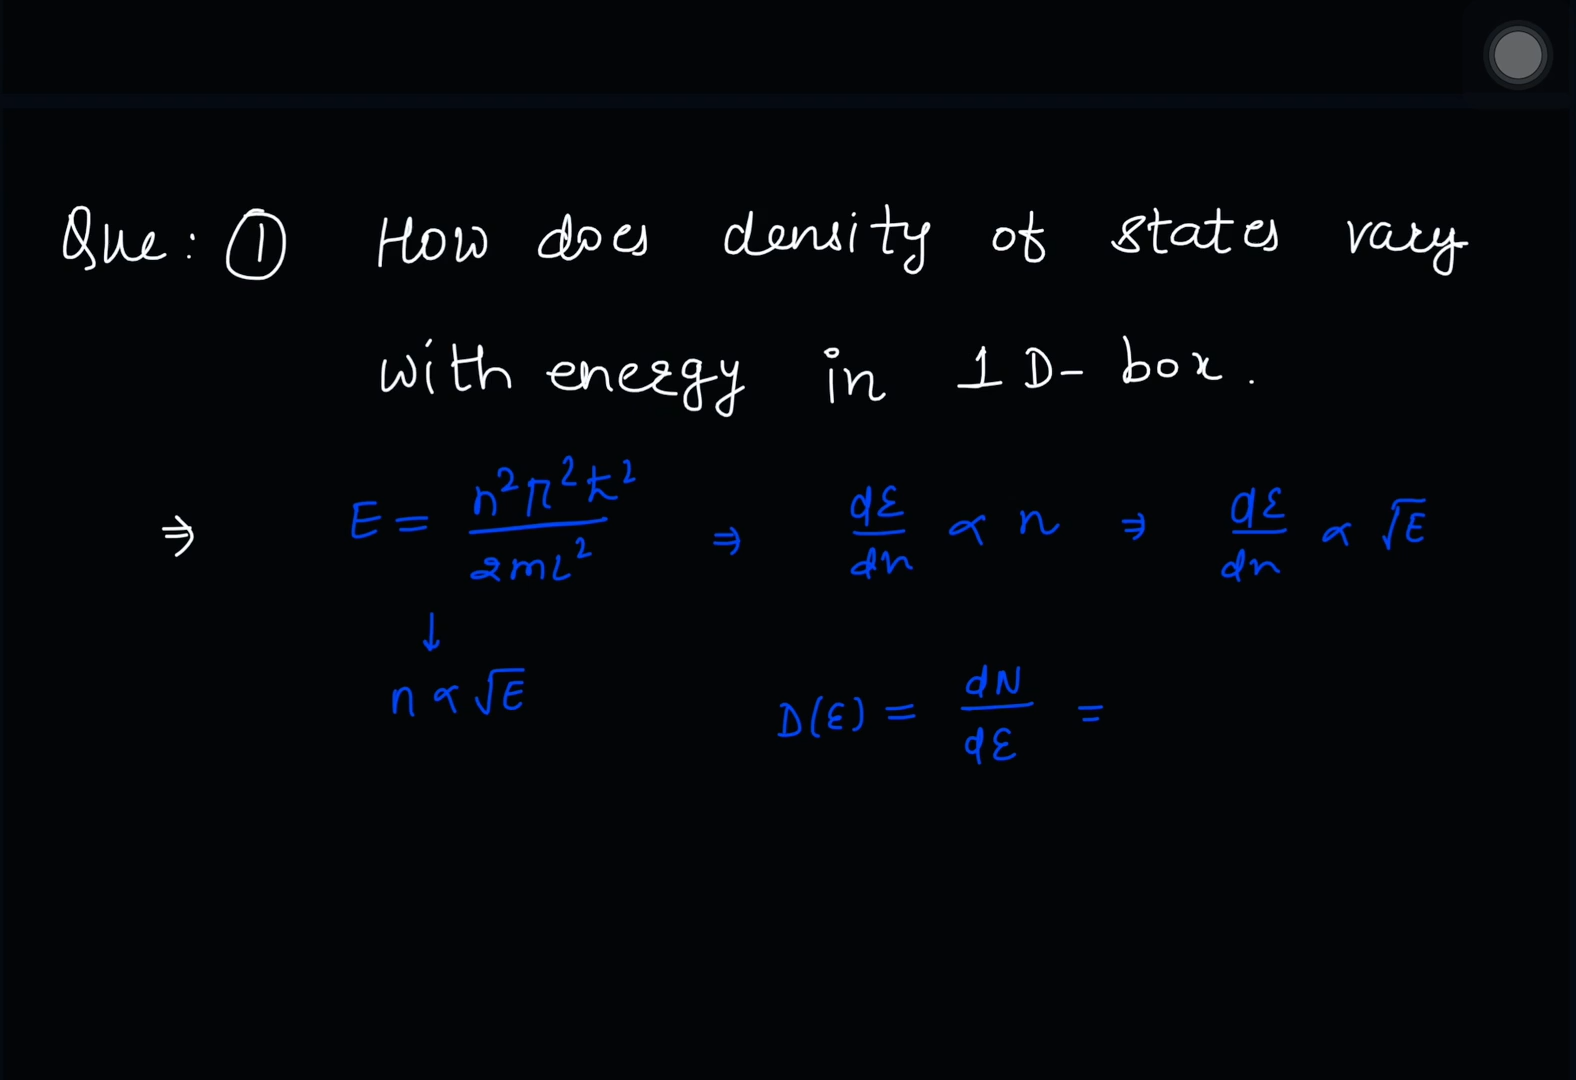 Que: ① How does density of states vary
with energy in 1D- box.
⇒ E = n²π²ħ²/2mL² ⇒ dE/dn ∝ n ⇒ dE/dn ∝ √E
↓
n ∝ √E
D(E) = dN/dE =